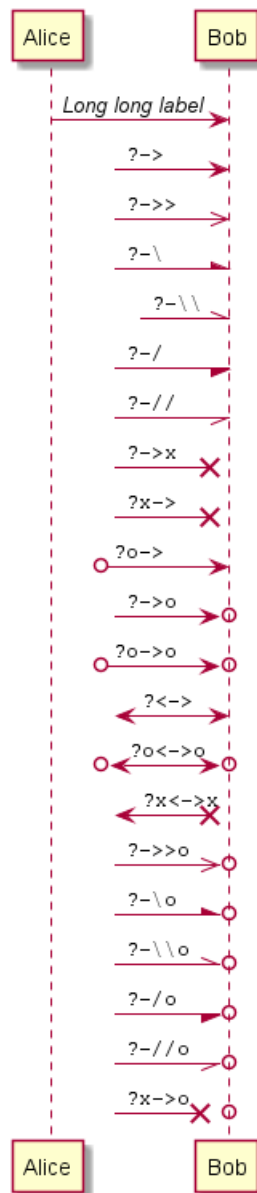 Alice Bob
Long long label
?->
?->>
?-\
?-\\
?-/
?-//
?->x
?x->
?o->
?->o
?o->o
?<->
?o<->o
?x<->x
?->>o
?-\o
?-\\o
?-/o
?-//o
?x->o
Alice Bob